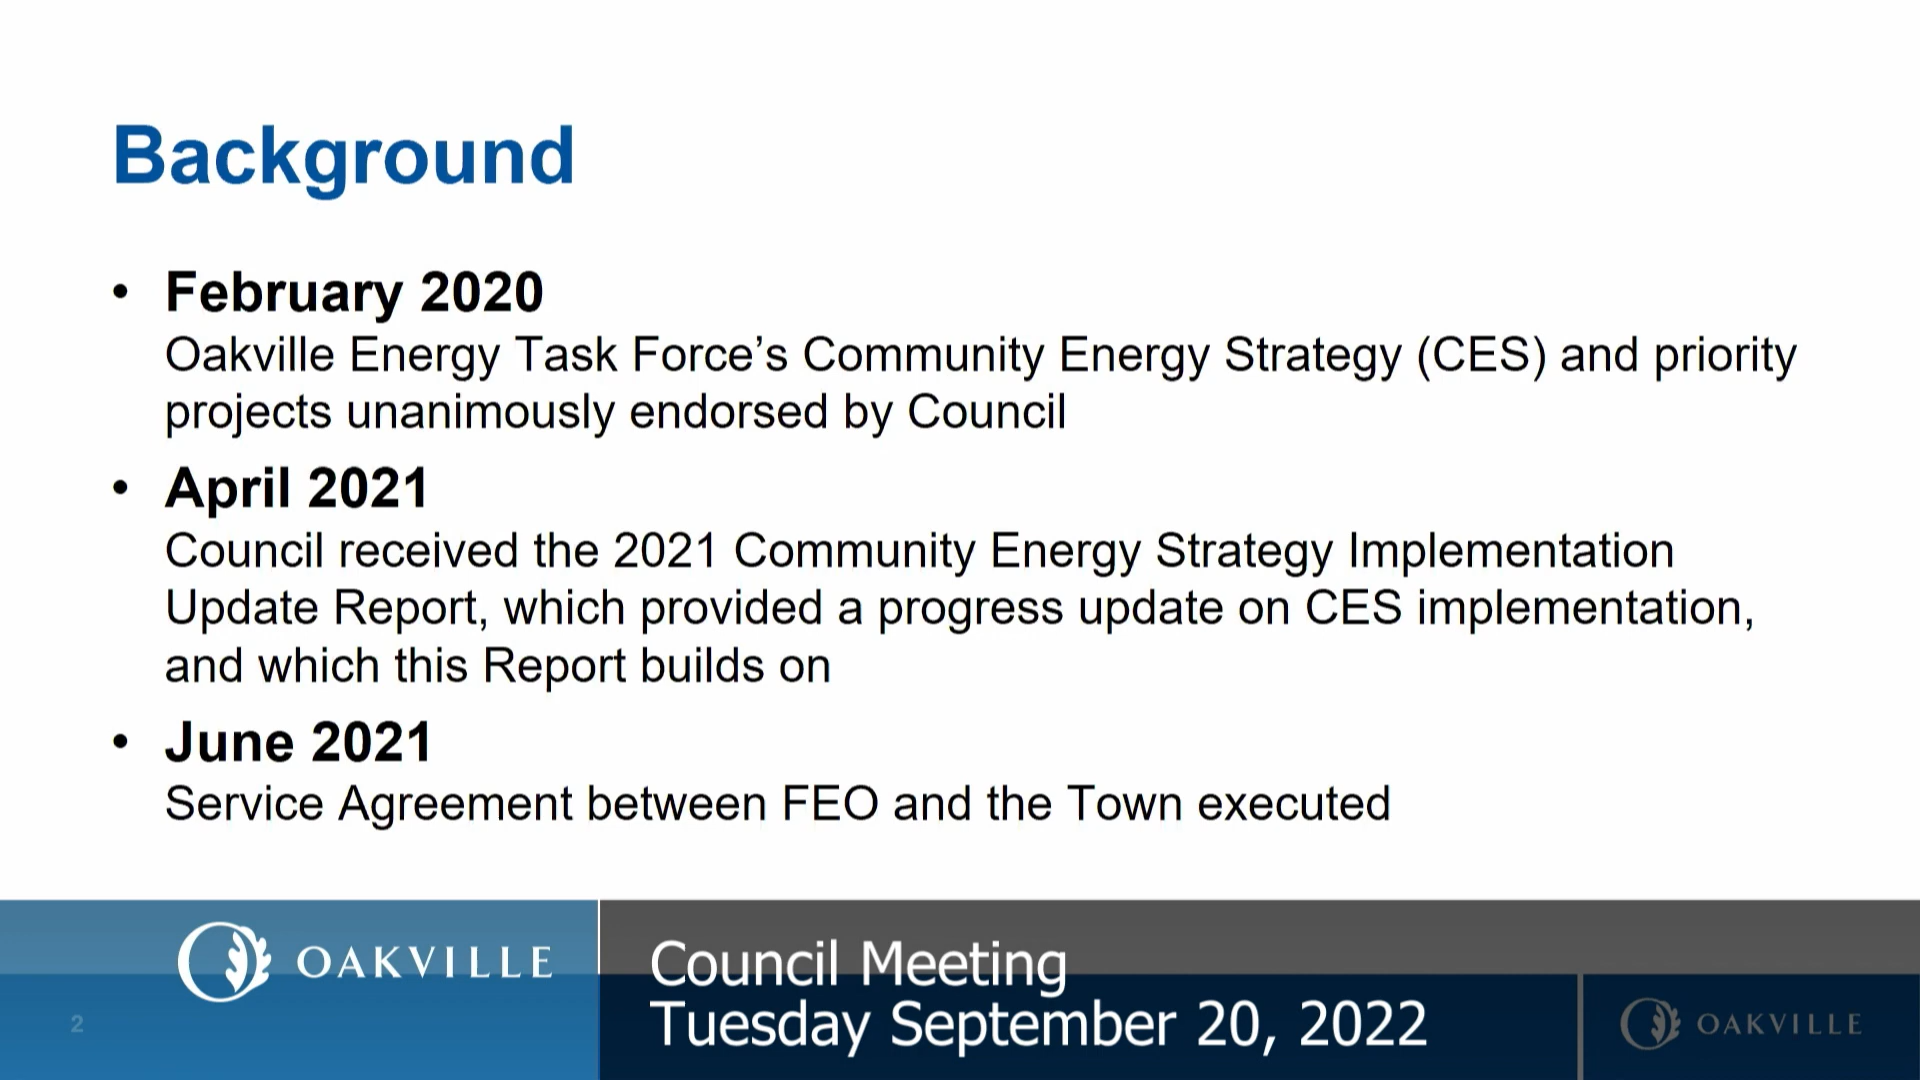 Background
• February 2020
Oakville Energy Task Force’s Community Energy Strategy (CES) and priority
projects unanimously endorsed by Council
• April 2021
Council received the 2021 Community Energy Strategy Implementation
Update Report, which provided a progress update on CES implementation,
and which this Report builds on
• June 2021
Service Agreement between FEO and the Town executed
OAKVILLE
Council Meeting
Tuesday September 20, 2022
2
OAKVILLE